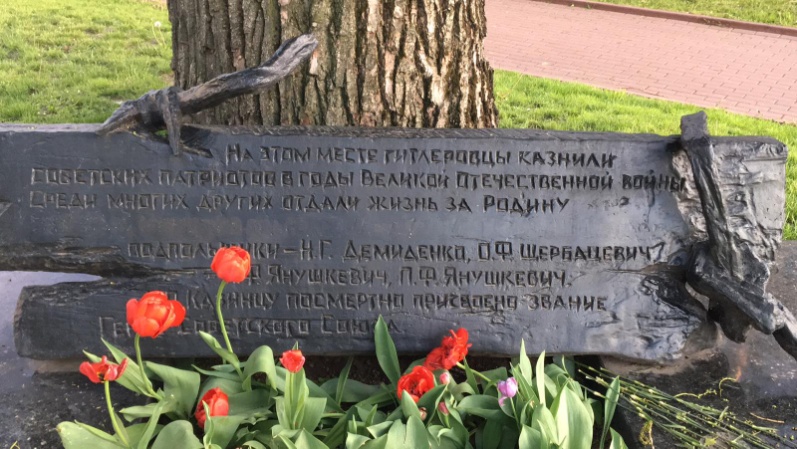 На этом месте гитлеровцы казнили
советских патриотов в годы Великой Отечественной войны
Среди многих других отдали жизнь за Родину
подпольщики – Н.Г. Демиденко, О.Ф. Щербацевич,
Ф. Янушкевич, П.Ф. Янушкевич.
Казинцу посмертно присвоено звание
Героя Советского Союза